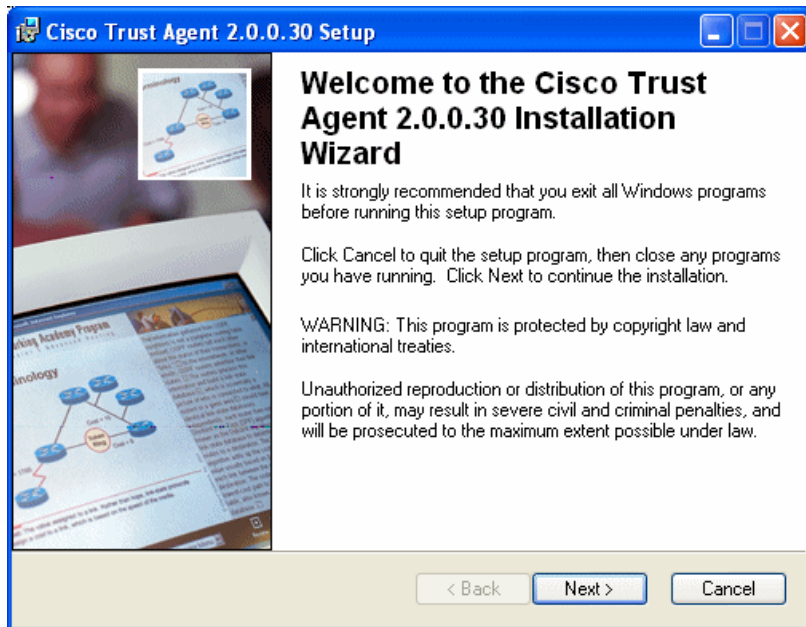 Cisco Trust Agent 2.0.0.30 Setup
Welcome to the Cisco Trust
Agent 2.0.0.30 Installation
Wizard
It is strongly recommended that you exit all Windows programs
before running this setup program.
Click Cancel to quit the setup program, then close any programs
you have running. Click Next to continue the installation.
WARNING: This program is protected by copyright law and
international treaties.
Unauthorized reproduction or distribution of this program, or any
portion of it, may result in severe civil and criminal penalties, and
will be prosecuted to the maximum extent possible under law.
rking Academy Program
inology
< Back
Next >
Cancel